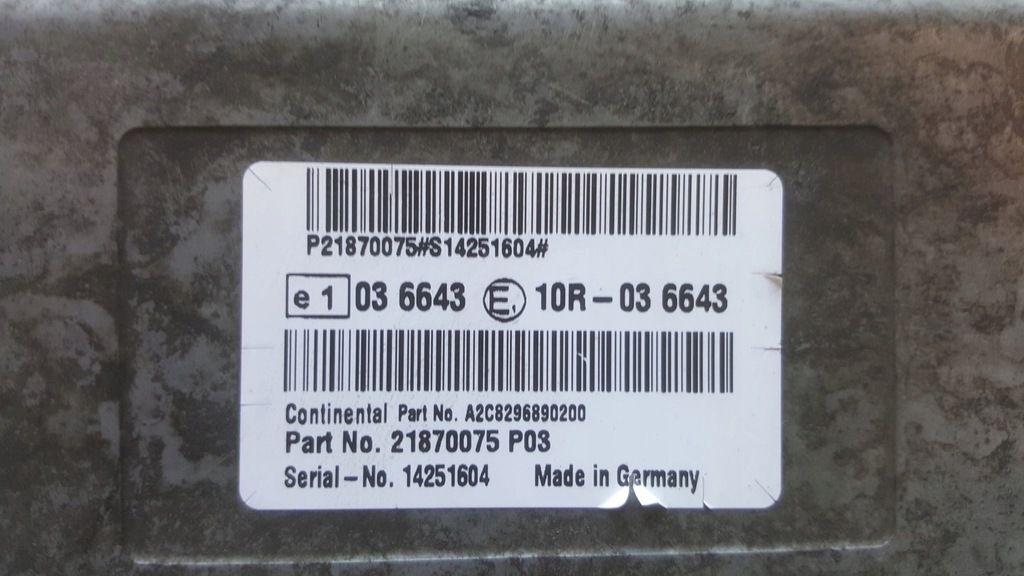 P21870075#S14251604#
e 1 03 6643 E1 10R - 03 6643
Continental Part No. A2C8296890200
Part No. 21870075 P03
Serial - No. 14251604 Made in Germany